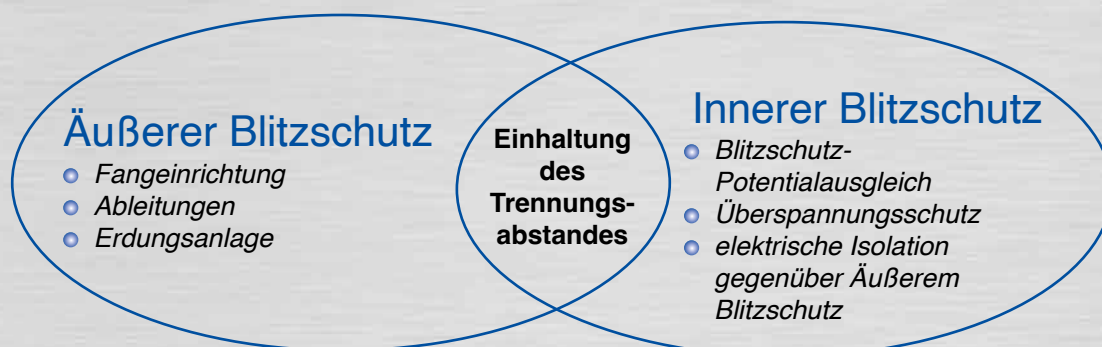 Äußerer Blitzschutz
Fangeinrichtung
Ableitungen
Erdungsanlage
Einhaltung
des
Trennungs-
abstandes
Innerer Blitzschutz
Blitzschutz-
Potentialausgleich
Überspannungsschutz
elektrische Isolation
gegenüber Äußerem
Blitzschutz